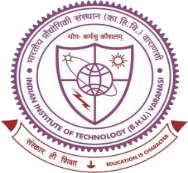 भारतीय प्रौद्योगिकी संस्थान (का.हि.वि.) वाराणसी
योगः कर्मसु कौशलम्
INDIAN INSTITUTE OF TECHNOLOGY (B.H.U.) VARANASI
संस्कार ही शिक्षा
EDUCATION IS CHARACTER